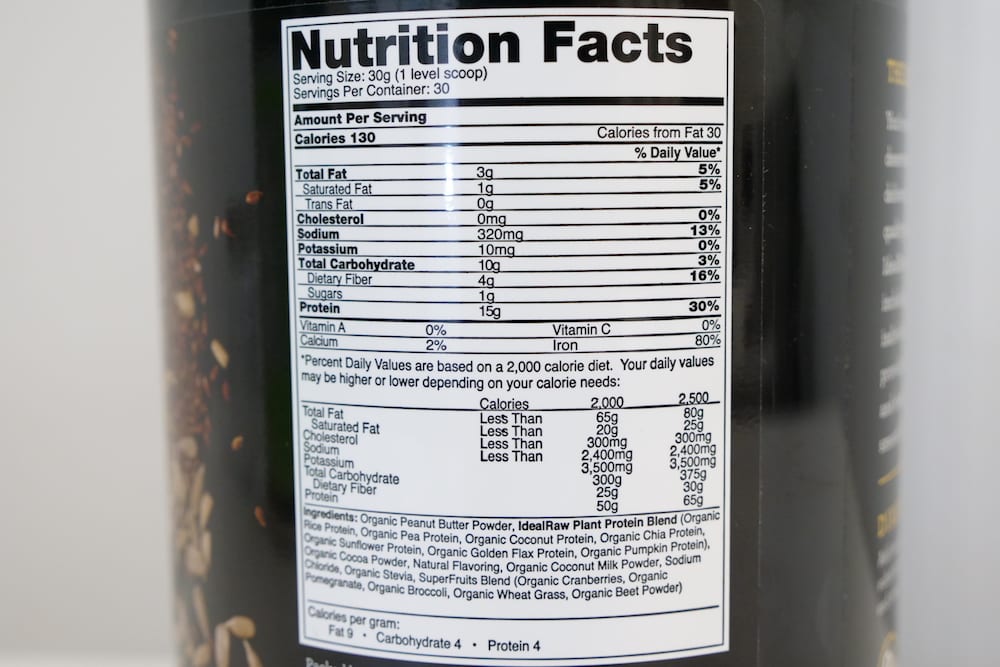 Nutrition Facts
Serving Size: 30g (1 level scoop)
Servings Per Container: 30
Amount Per Serving
Calories 130 Calories from Fat 30
% Daily Value*
Total Fat 3g 5%
Saturated Fat 1g 5%
Trans Fat 0g
Cholesterol 0mg 0%
Sodium 320mg 13%
Potassium 10mg 0%
Total Carbohydrate 10g 3%
Dietary Fiber 4g 16%
Sugars 1g
Protein 15g 30%
Vitamin A 0% Vitamin C 0%
Calcium 2% Iron 80%
*Percent Daily Values are based on a 2,000 calorie diet. Your daily values
may be higher or lower depending on your calorie needs:
Calories 2,000 2,500
Total Fat Less Than 65g 80g
Saturated Fat Less Than 20g 25g
Cholesterol Less Than 300mg 300mg
Sodium Less Than 2,400mg 2,400mg
Potassium 3,500mg 3,500mg
Total Carbohydrate 300g 375g
Dietary Fiber 25g 30g
Protein 50g 65g
Ingredients: Organic Peanut Butter Powder, IdealRaw Plant Protein Blend (Organic
Rice Protein, Organic Pea Protein, Organic Coconut Protein, Organic Chia Protein,
Organic Sunflower Protein, Organic Golden Flax Protein, Organic Pumpkin Protein),
Organic Cocoa Powder, Natural Flavoring, Organic Coconut Milk Powder, Sodium
Chloride, Organic Stevia, SuperFruits Blend (Organic Cranberries, Organic
Pomegranate, Organic Broccoli, Organic Wheat Grass, Organic Beet Powder)
Calories per gram:
Fat 9 • Carbohydrate 4 • Protein 4